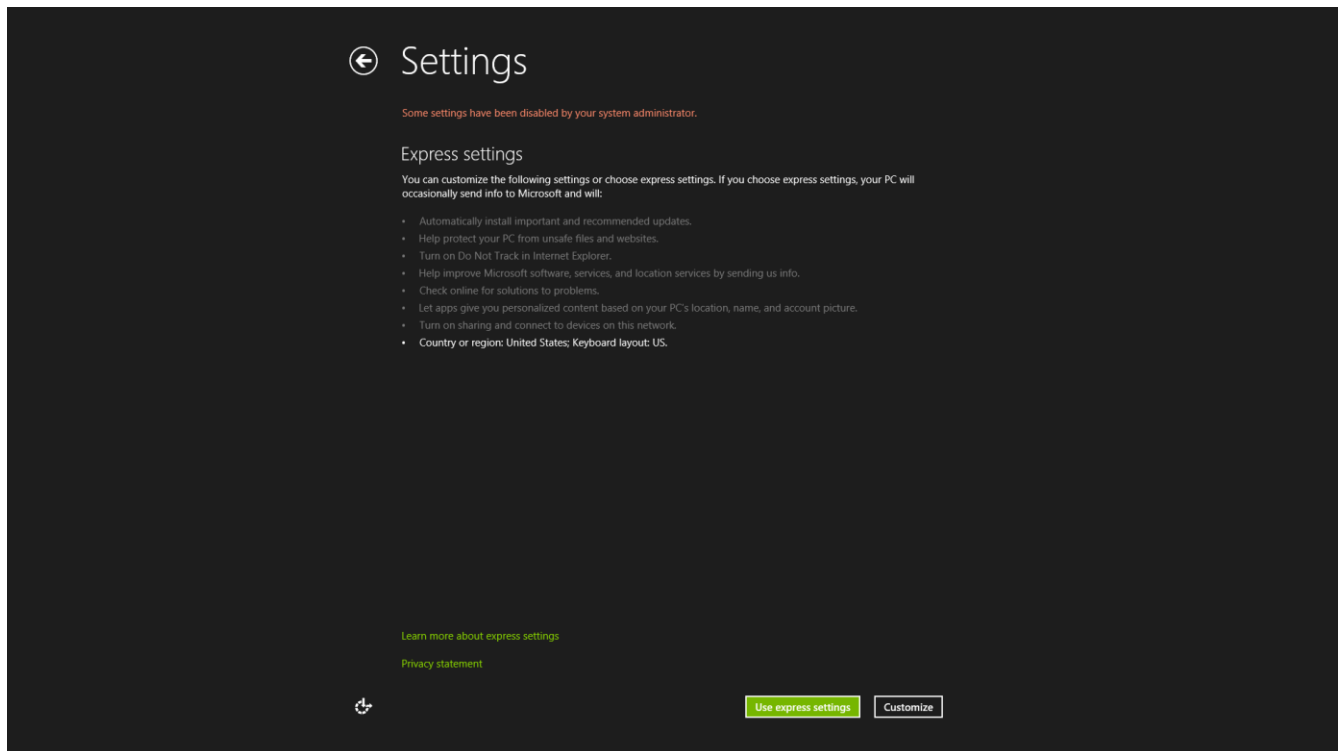 Settings
Some settings have been disabled by your system administrator.
Express settings
You can customize the following settings or choose express settings. If you choose express settings, your PC will
occasionally send info to Microsoft and will:
• Automatically install important and recommended updates.
• Help protect your PC from unsafe files and websites.
• Turn on Do Not Track in Internet Explorer.
• Help improve Microsoft software, services, and location services by sending us info.
• Check online for solutions to problems.
• Let apps give you personalized content based on your PC's location, name, and account picture.
• Turn on sharing and connect to devices on this network.
• Country or region: United States; Keyboard layout: US.
Learn more about express settings
Privacy statement
Use express settings Customize